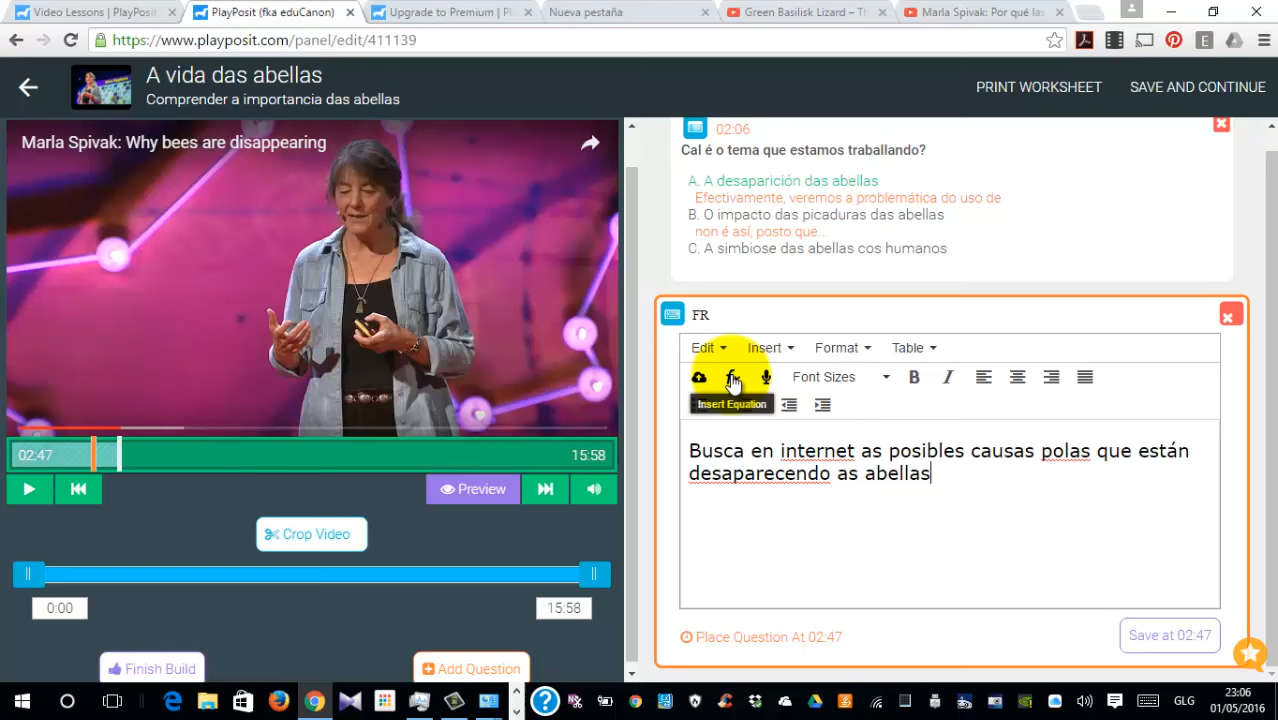 Video Lessons | PlayPosit
PlayPosit (fka eduCanon)
Upgrade to Premium | Pl
Nueva pestaña
Green Basilisk Lizard – Th
Marla Spivak: Por qué las
https://www.playposit.com/panel/edit/411139
A vida das abellas
Comprender a importancia das abellas
PRINT WORKSHEET
SAVE AND CONTINUE
Marla Spivak: Why bees are disappearing
02:47
15:58
Preview
Crop Video
0:00
15:58
Finish Build
Add Question
02:06
Cal é o tema que estamos traballando?
A. A desaparición das abellas
Efectivamente, veremos a problemática do uso de
B. O impacto das picaduras das abellas
non é así, posto que...
C. A simbiose das abellas cos humanos
FR
Edit
Insert
Format
Table
Font Sizes
B
I
Insert Equation
Busca en internet as posibles causas polas que están
desaparecendo as abellas
Place Question At 02:47
Save at 02:47
GLG
23:06
01/05/2016